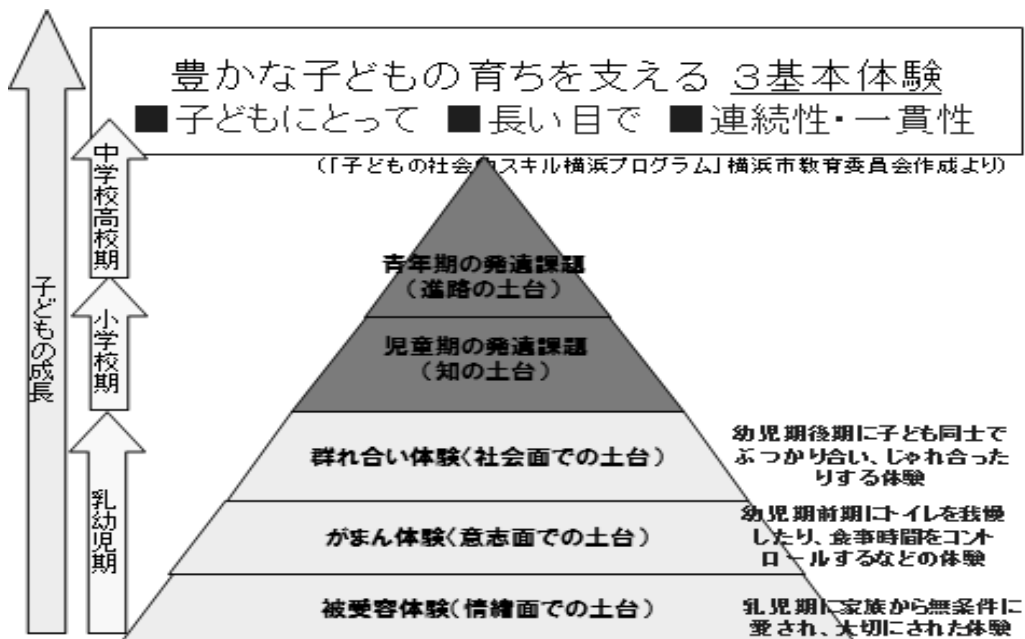 豊かな子どもの育ちを支える 3基本体験
■子どもにとって ■長い目で ■連続性・一貫性
(「子どもの社会的スキル横浜プログラム」横浜市教育委員会作成より)
子どもの成長
中学校高校期
小学校期
乳幼児期
青年期の発達課題
(進路の土台)
児童期の発達課題
(知の土台)
群れ合い体験(社会面での土台)
幼児期後期に子ども同士で
ぶつかり合い、じゃれ合った
りする体験
がまん体験(意志面での土台)
幼児期前期にトイレを我慢
したり、食事時間をコント
ロールするなどの体験
被受容体験(情緒面での土台)
乳児期に家族から無条件に
愛され、大切にされた体験